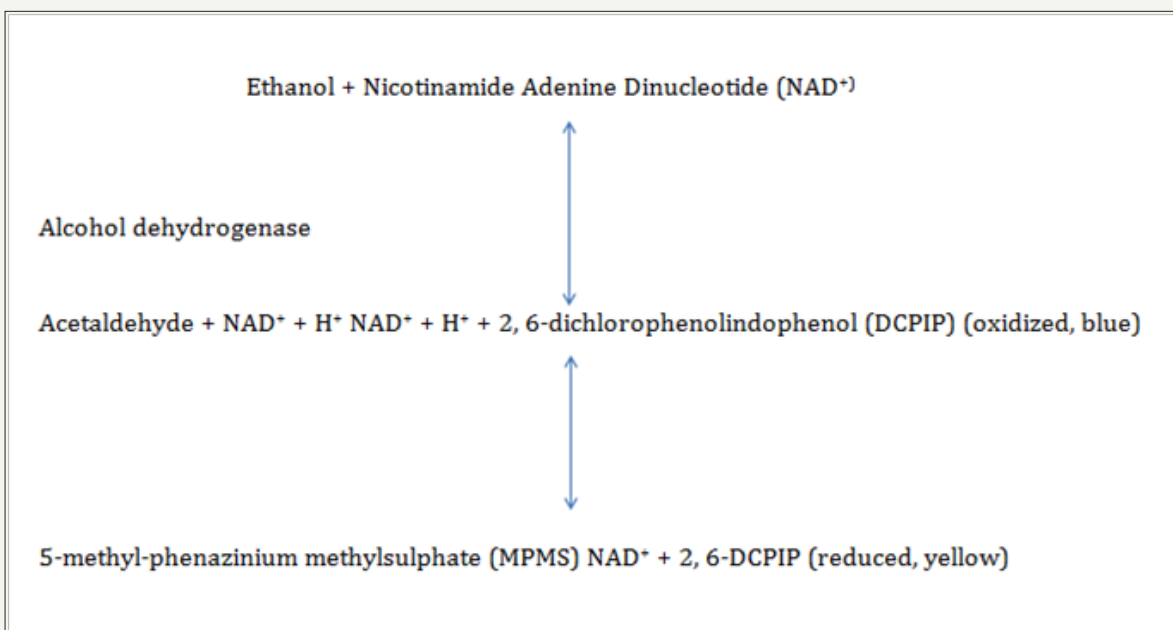 Ethanol + Nicotinamide Adenine Dinucleotide (NAD⁺⁾
Alcohol dehydrogenase
Acetaldehyde + NAD⁺ + H⁺ NAD⁺ + H⁺ + 2, 6-dichlorophenolindophenol (DCPIP) (oxidized, blue)
5-methyl-phenazinium methylsulphate (MPMS) NAD⁺ + 2, 6-DCPIP (reduced, yellow)